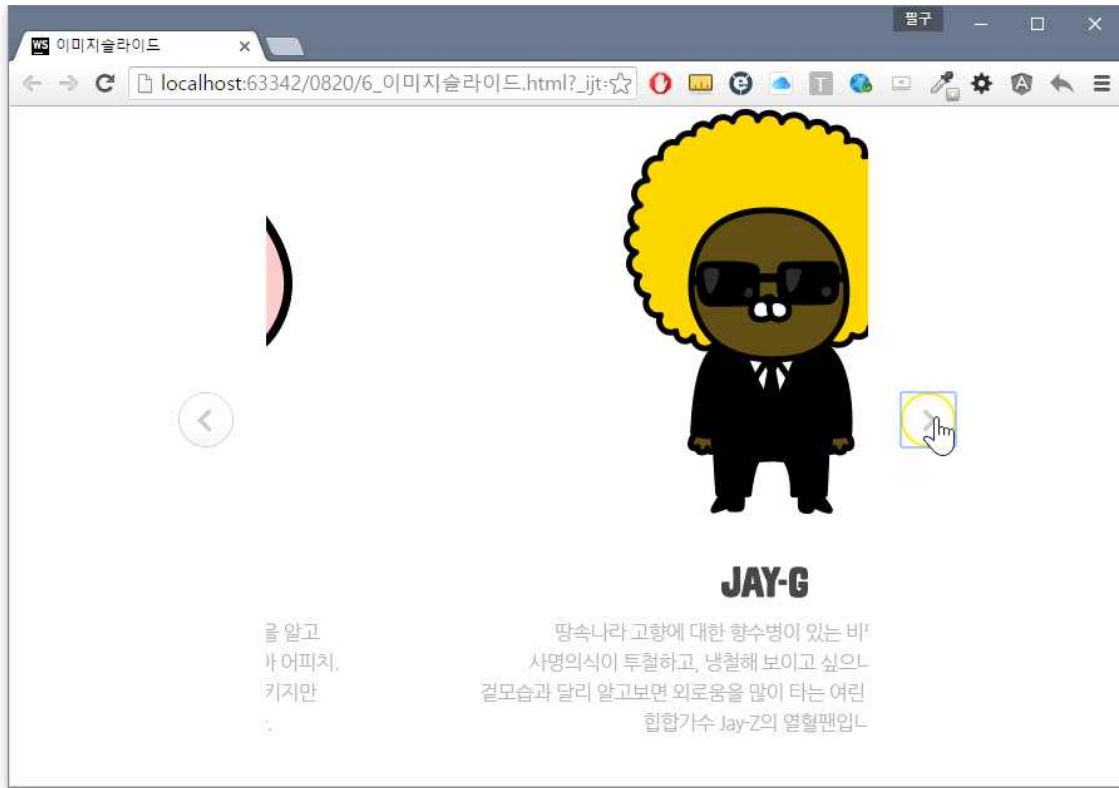 필구
WS 이미지슬라이드
localhost:63342/0820/6_이미지슬라이드.html?_ijt=
JAY-G
을 알고
땅속나라 고향에 대한 향수병이 있는 비
어피치.
사명의식이 투철하고, 냉철해 보이고 싶으나
키지만
겉모습과 달리 알고보면 외로움을 많이 타는 여린
힙합가수 Jay-Z의 열혈팬입니